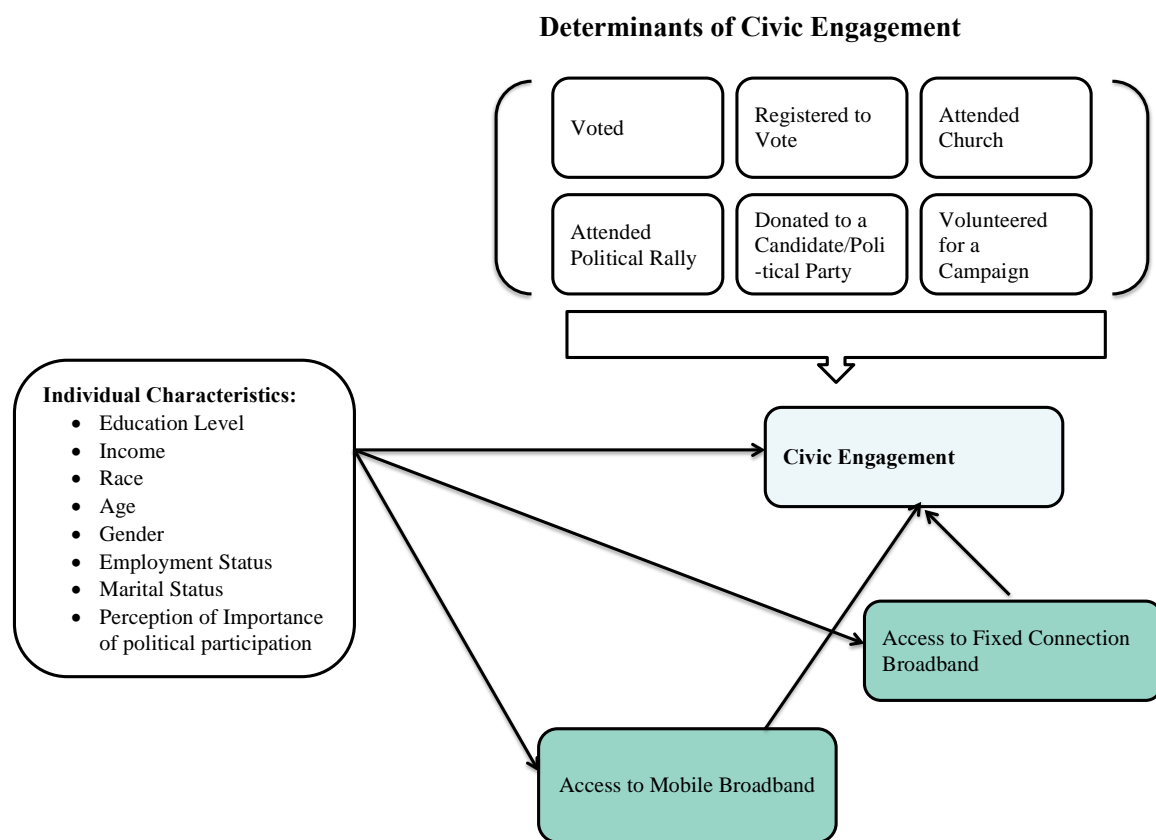 Determinants of Civic Engagement
Voted
Registered to
Vote
Attended
Church
Attended
Political Rally
Donated to a
Candidate/Poli
-tical Party
Volunteered
for a
Campaign
Individual Characteristics:
• Education Level
• Income
• Race
• Age
• Gender
• Employment Status
• Marital Status
• Perception of Importance
of political participation
Civic Engagement
Access to Fixed Connection
Broadband
Access to Mobile Broadband